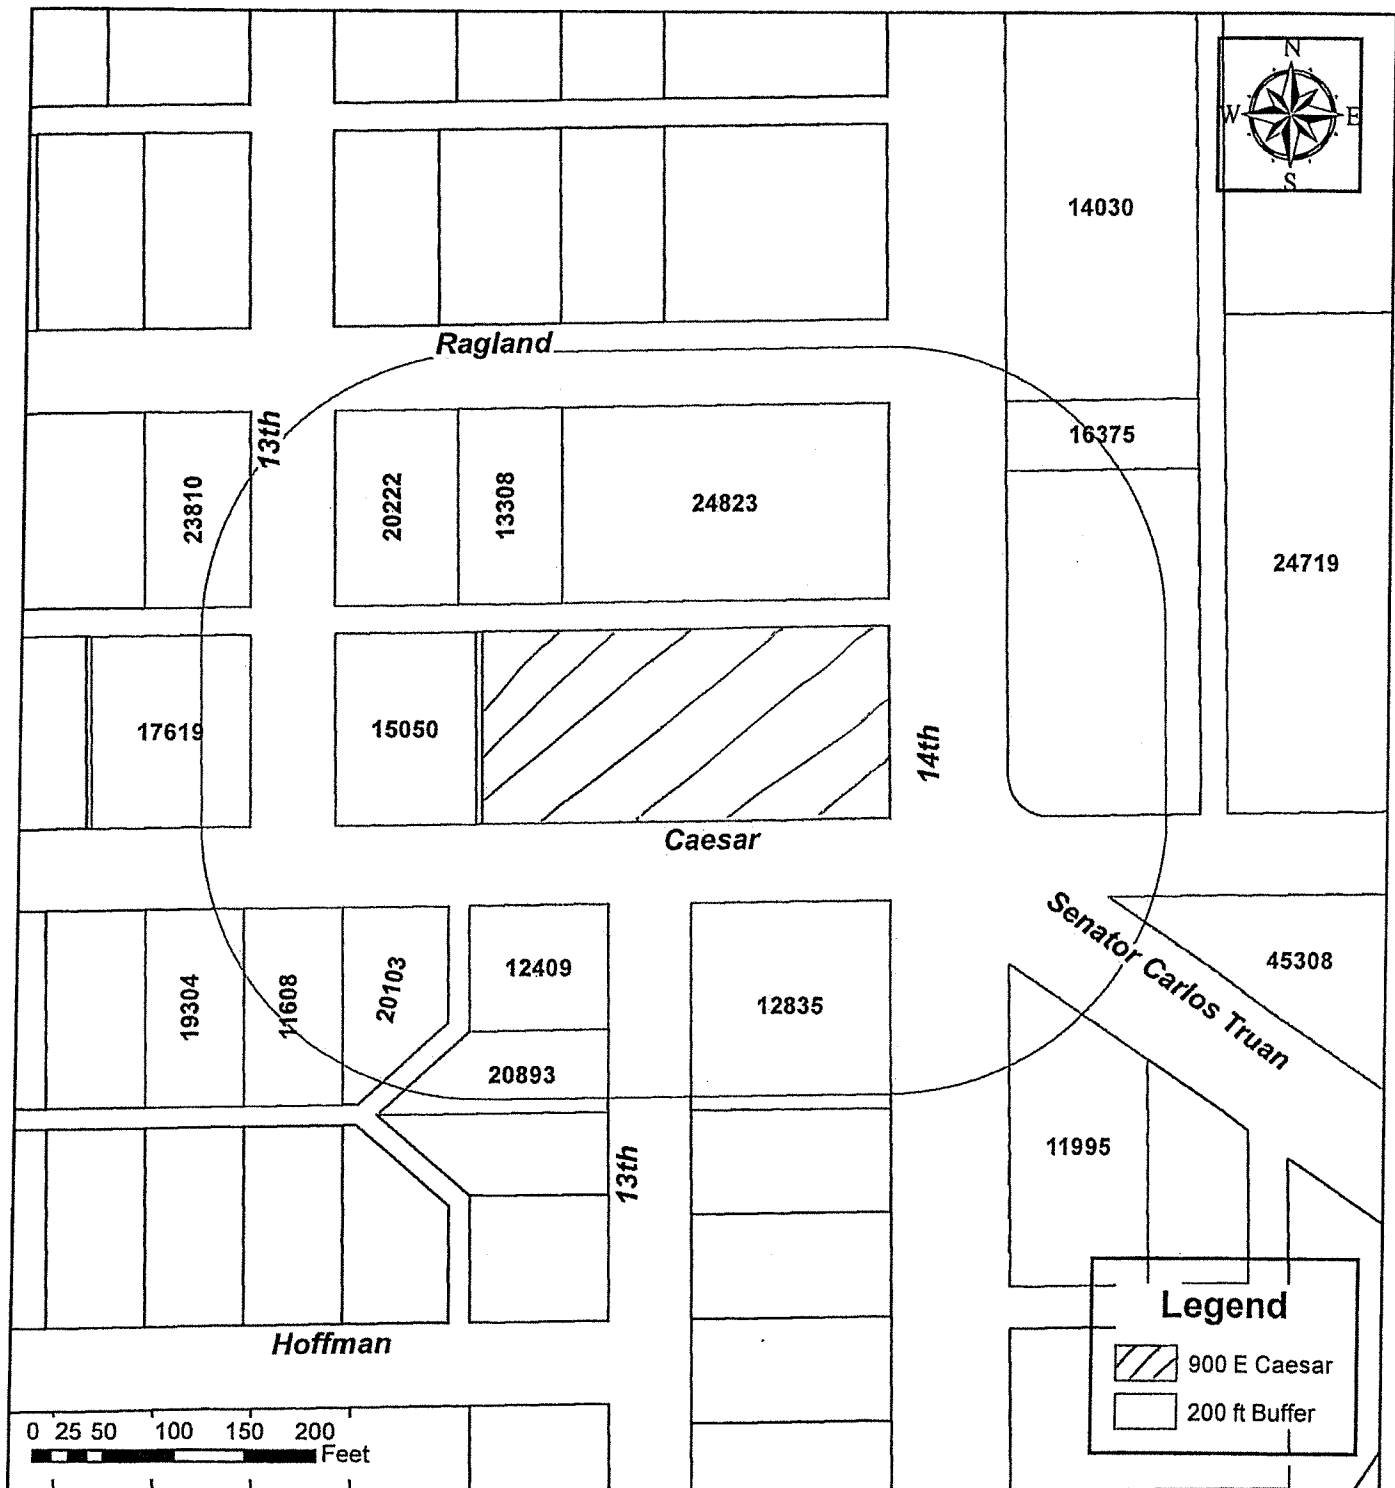 N
W E
S
14030
Ragland
13th
16375
23810
20222
13308
24823
24719
17619
15050
14th
Caesar
Senator Carlos Truan
45308
19304
11608
20103
12409
12835
20893
11995
13th
Hoffman
0 25 50 100 150 200
Feet
Legend
900 E Caesar
200 ft Buffer